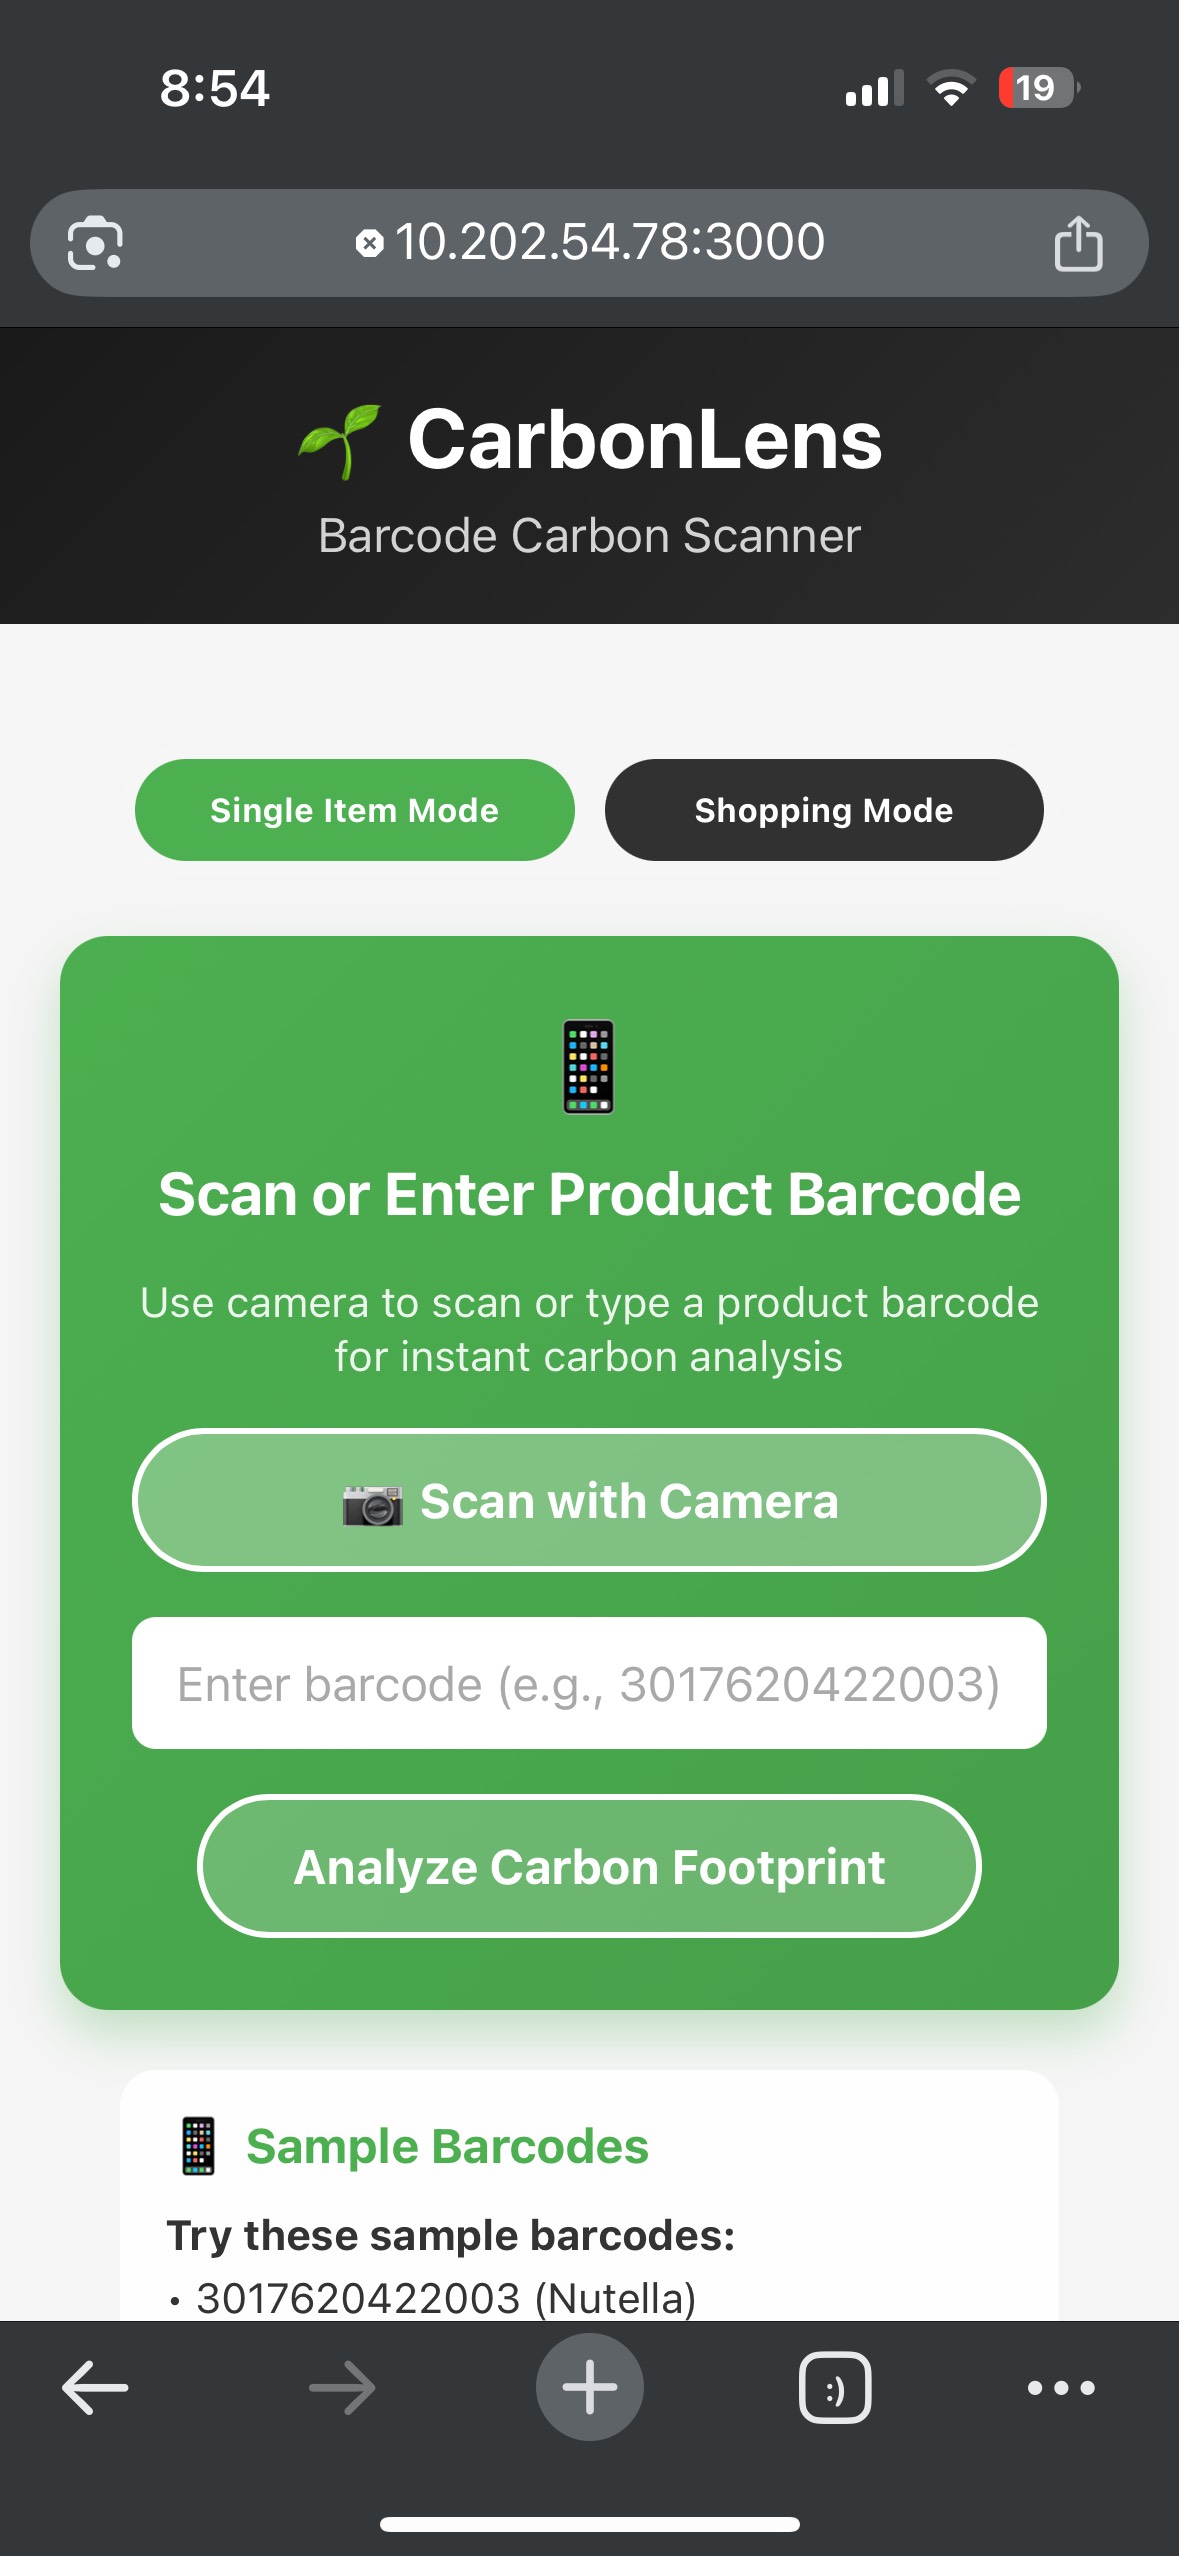 8:54
19
10.202.54.78:3000
CarbonLens
Barcode Carbon Scanner
Single Item Mode
Shopping Mode
Scan or Enter Product Barcode
Use camera to scan or type a product barcode
for instant carbon analysis
Scan with Camera
Enter barcode (e.g., 3017620422003)
Analyze Carbon Footprint
Sample Barcodes
Try these sample barcodes:
• 3017620422003 (Nutella)
:)